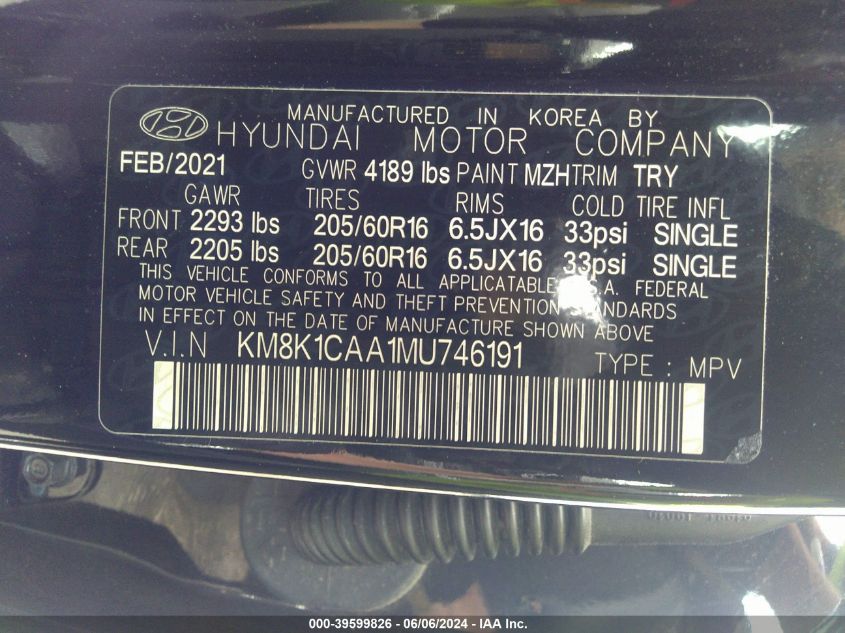 MANUFACTURED IN KOREA BY
HYUNDAI MOTOR COMPANY
FEB/2021 GVWR 4189 lbs PAINT MZH TRIM TRY
GAWR TIRES RIMS COLD TIRE INFL
FRONT 2293 lbs 205/60R16 6.5JX16 33psi SINGLE
REAR 2205 lbs 205/60R16 6.5JX16 33psi SINGLE
THIS VEHICLE CONFORMS TO ALL APPLICATABLE U.S.A. FEDERAL
MOTOR VEHICLE SAFETY AND THEFT PREVENTION STANDARDS
IN EFFECT ON THE DATE OF MANUFACTURE SHOWN ABOVE
V.I.N KM8K1CAA1MU746191 TYPE : MPV
000-39599826 | 06/06/2024 | IAA Inc.